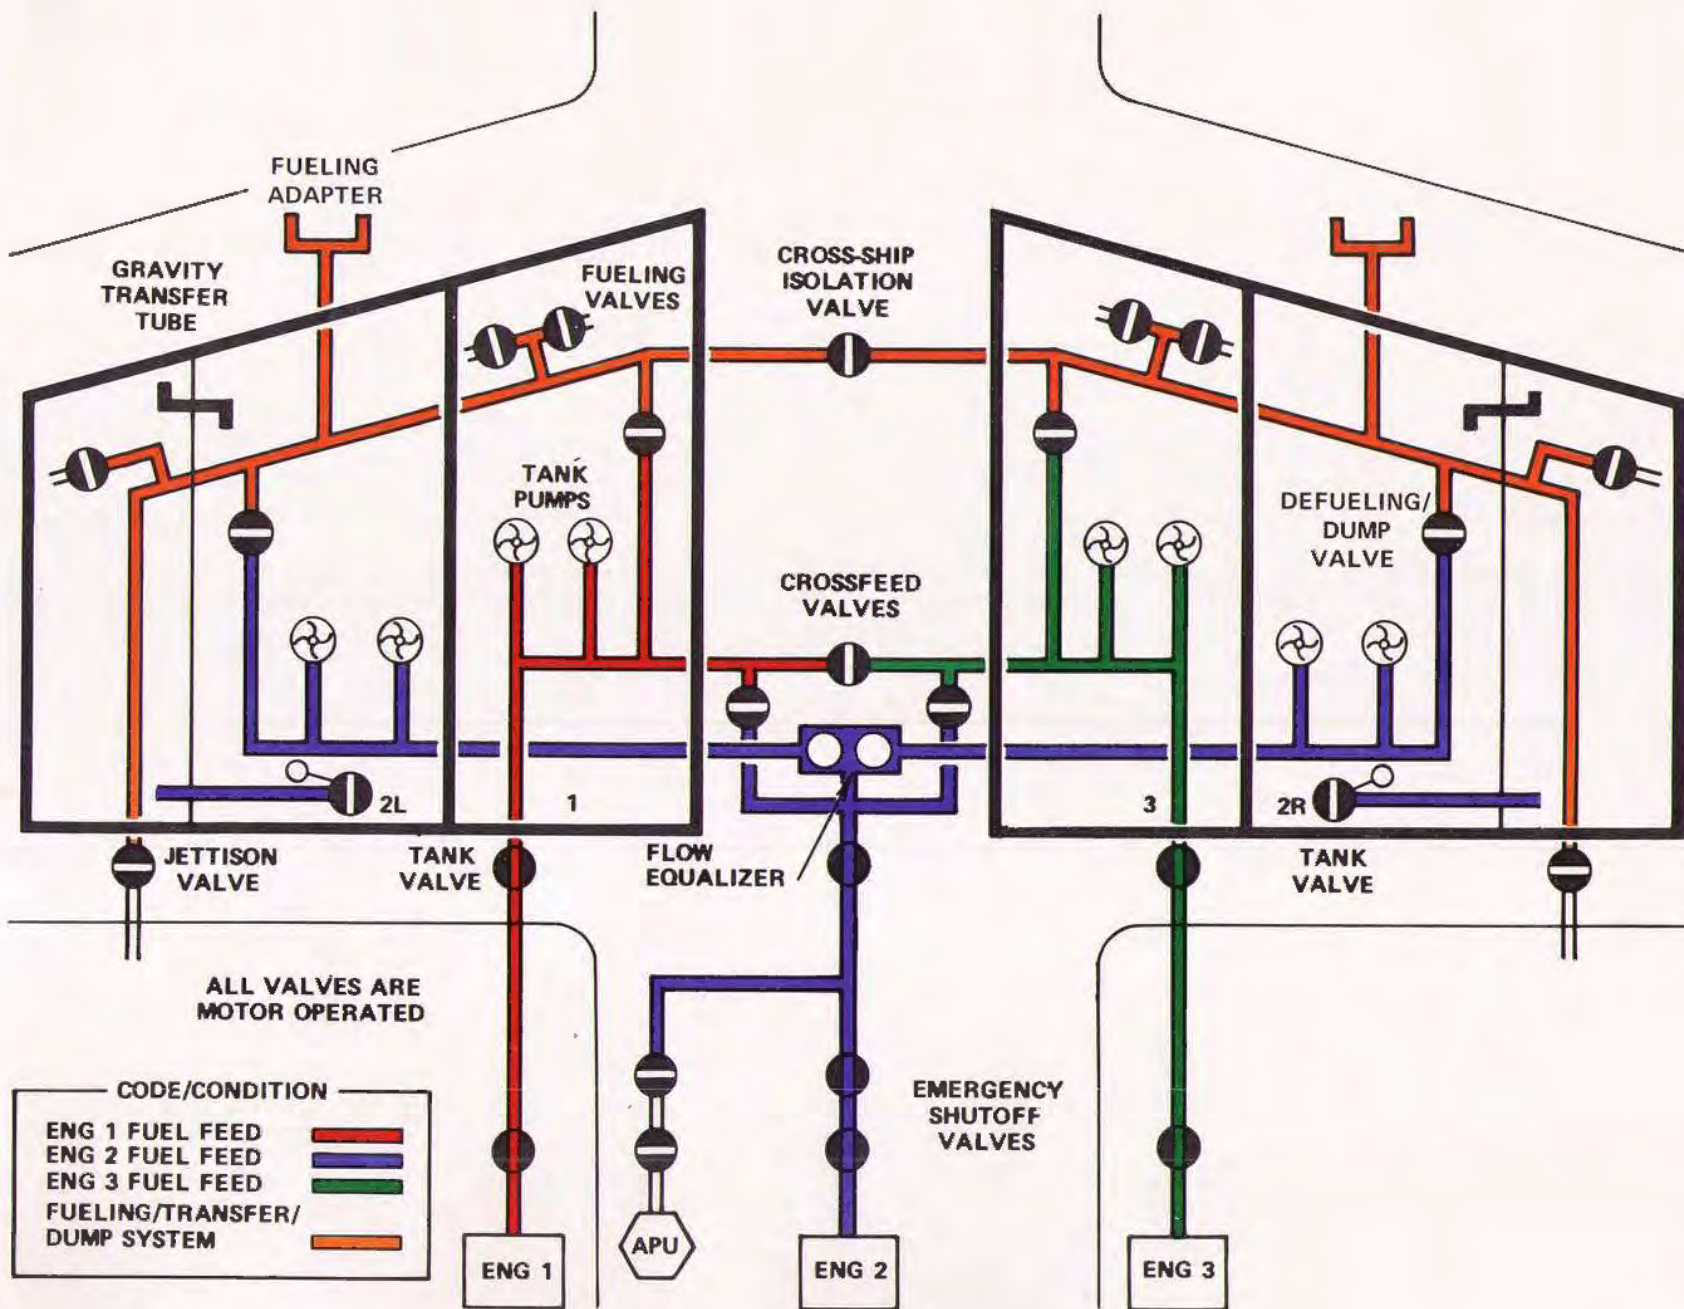 FUELING
ADAPTER
GRAVITY
TRANSFER
TUBE
FUELING
VALVES
CROSS-SHIP
ISOLATION
VALVE
TANK
PUMPS
DEFUELING/
DUMP
VALVE
CROSSFEED
VALVES
2L
1
3
2R
JETTISON
VALVE
TANK
VALVE
FLOW
EQUALIZER
TANK
VALVE
ALL VALVES ARE
MOTOR OPERATED
EMERGENCY
SHUTOFF
VALVES
CODE/CONDITION
ENG 1 FUEL FEED
ENG 2 FUEL FEED
ENG 3 FUEL FEED
FUELING/TRANSFER/
DUMP SYSTEM
ENG 1
APU
ENG 2
ENG 3